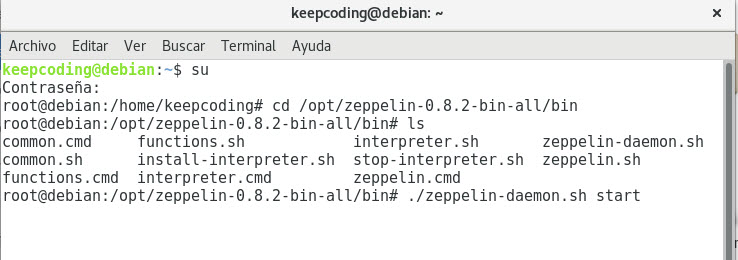 keepcoding@debian: ~ ×
Archivo Editar Ver Buscar Terminal Ayuda
keepcoding@debian:~$ su
Contraseña:
root@debian:/home/keepcoding# cd /opt/zeppelin-0.8.2-bin-all/bin
root@debian:/opt/zeppelin-0.8.2-bin-all/bin# ls
common.cmd functions.sh interpreter.sh zeppelin-daemon.sh
common.sh install-interpreter.sh stop-interpreter.sh zeppelin.sh
functions.cmd interpreter.cmd zeppelin.cmd
root@debian:/opt/zeppelin-0.8.2-bin-all/bin# ./zeppelin-daemon.sh start